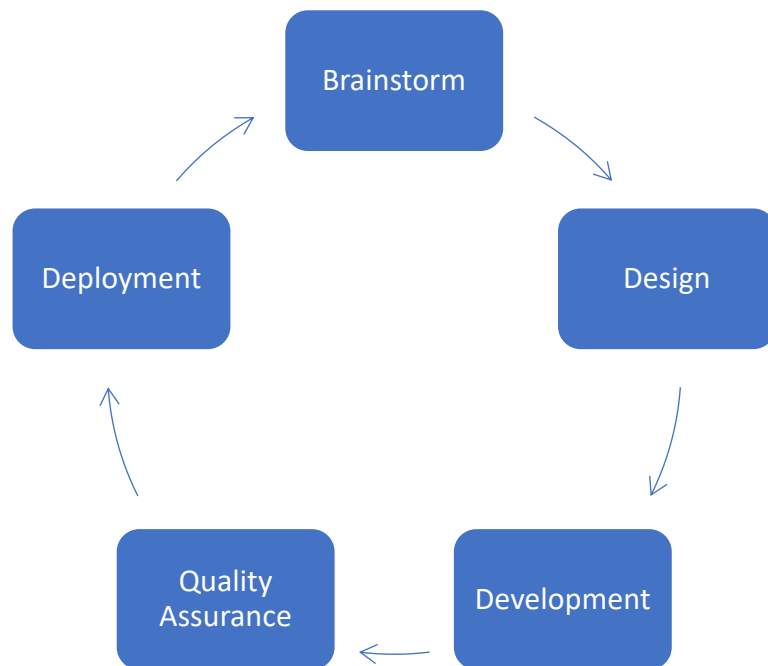 Brainstorm
Design
Development
Quality
Assurance
Deployment